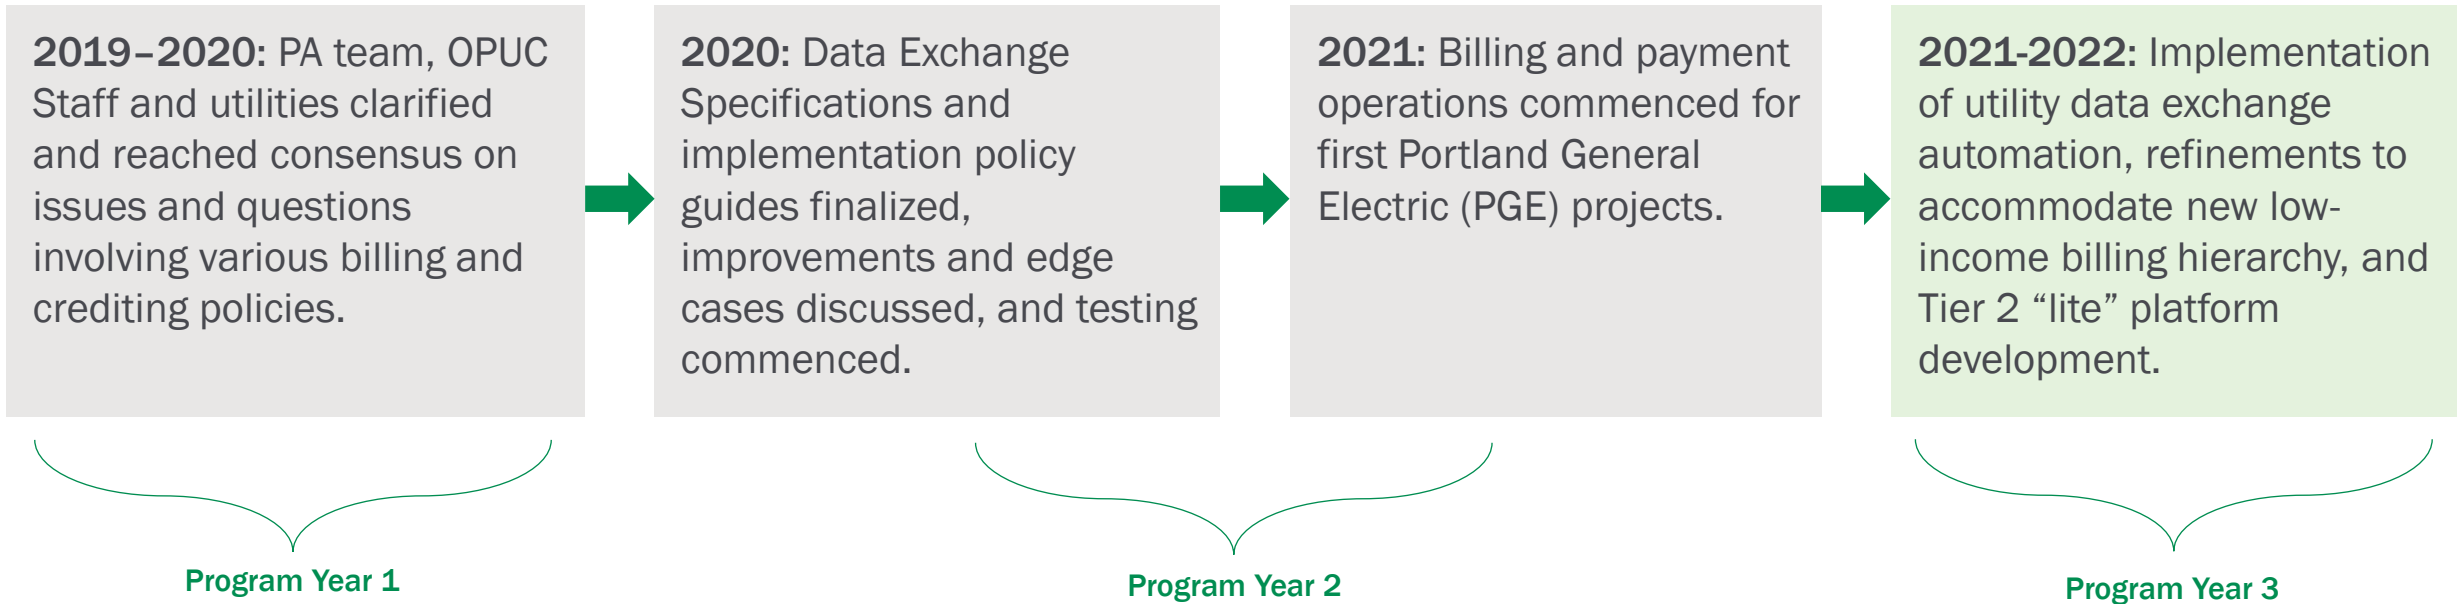 2019–2020: PA team, OPUC
Staff and utilities clarified
and reached consensus on
issues and questions
involving various billing and
crediting policies.
2020: Data Exchange
Specifications and
implementation policy
guides finalized,
improvements and edge
cases discussed, and testing
commenced.
2021: Billing and payment
operations commenced for
first Portland General
Electric (PGE) projects.
2021-2022: Implementation
of utility data exchange
automation, refinements to
accommodate new low-
income billing hierarchy, and
Tier 2 “lite” platform
development.
Program Year 1
Program Year 2
Program Year 3